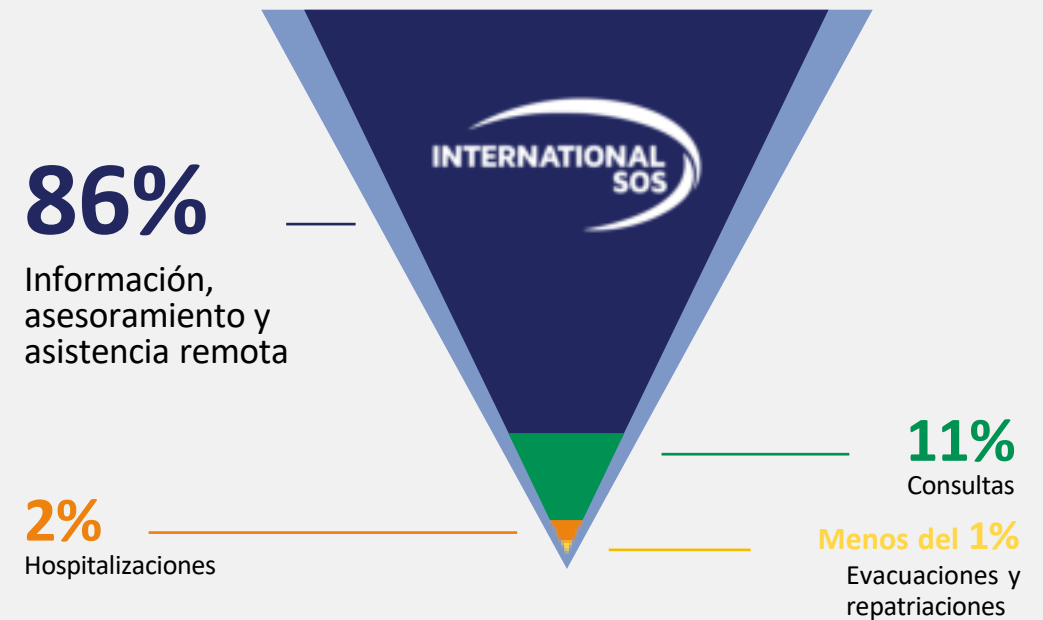 INTERNATIONAL
SOS
86%
Información,
asesoramiento y
asistencia remota
11%
Consultas
2%
Hospitalizaciones
Menos del 1%
Evacuaciones y
repatriaciones